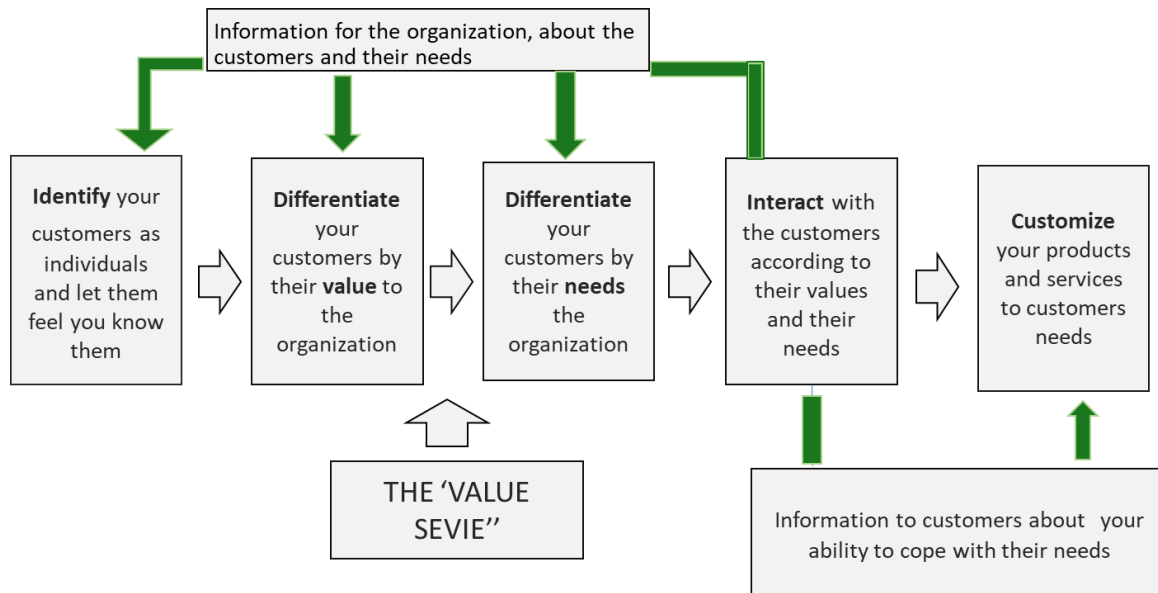 Information for the organization, about the
customers and their needs
Identify your
customers as
individuals
and let them
feel you know
them
Differentiate
your
customers by
their value to
the
organization
Differentiate
your
customers by
their needs
the
organization
Interact with
the customers
according to
their values
and their
needs
Customize
your products
and services
to customers
needs
THE ‘VALUE
SEVIE’’
Information to customers about your
ability to cope with their needs